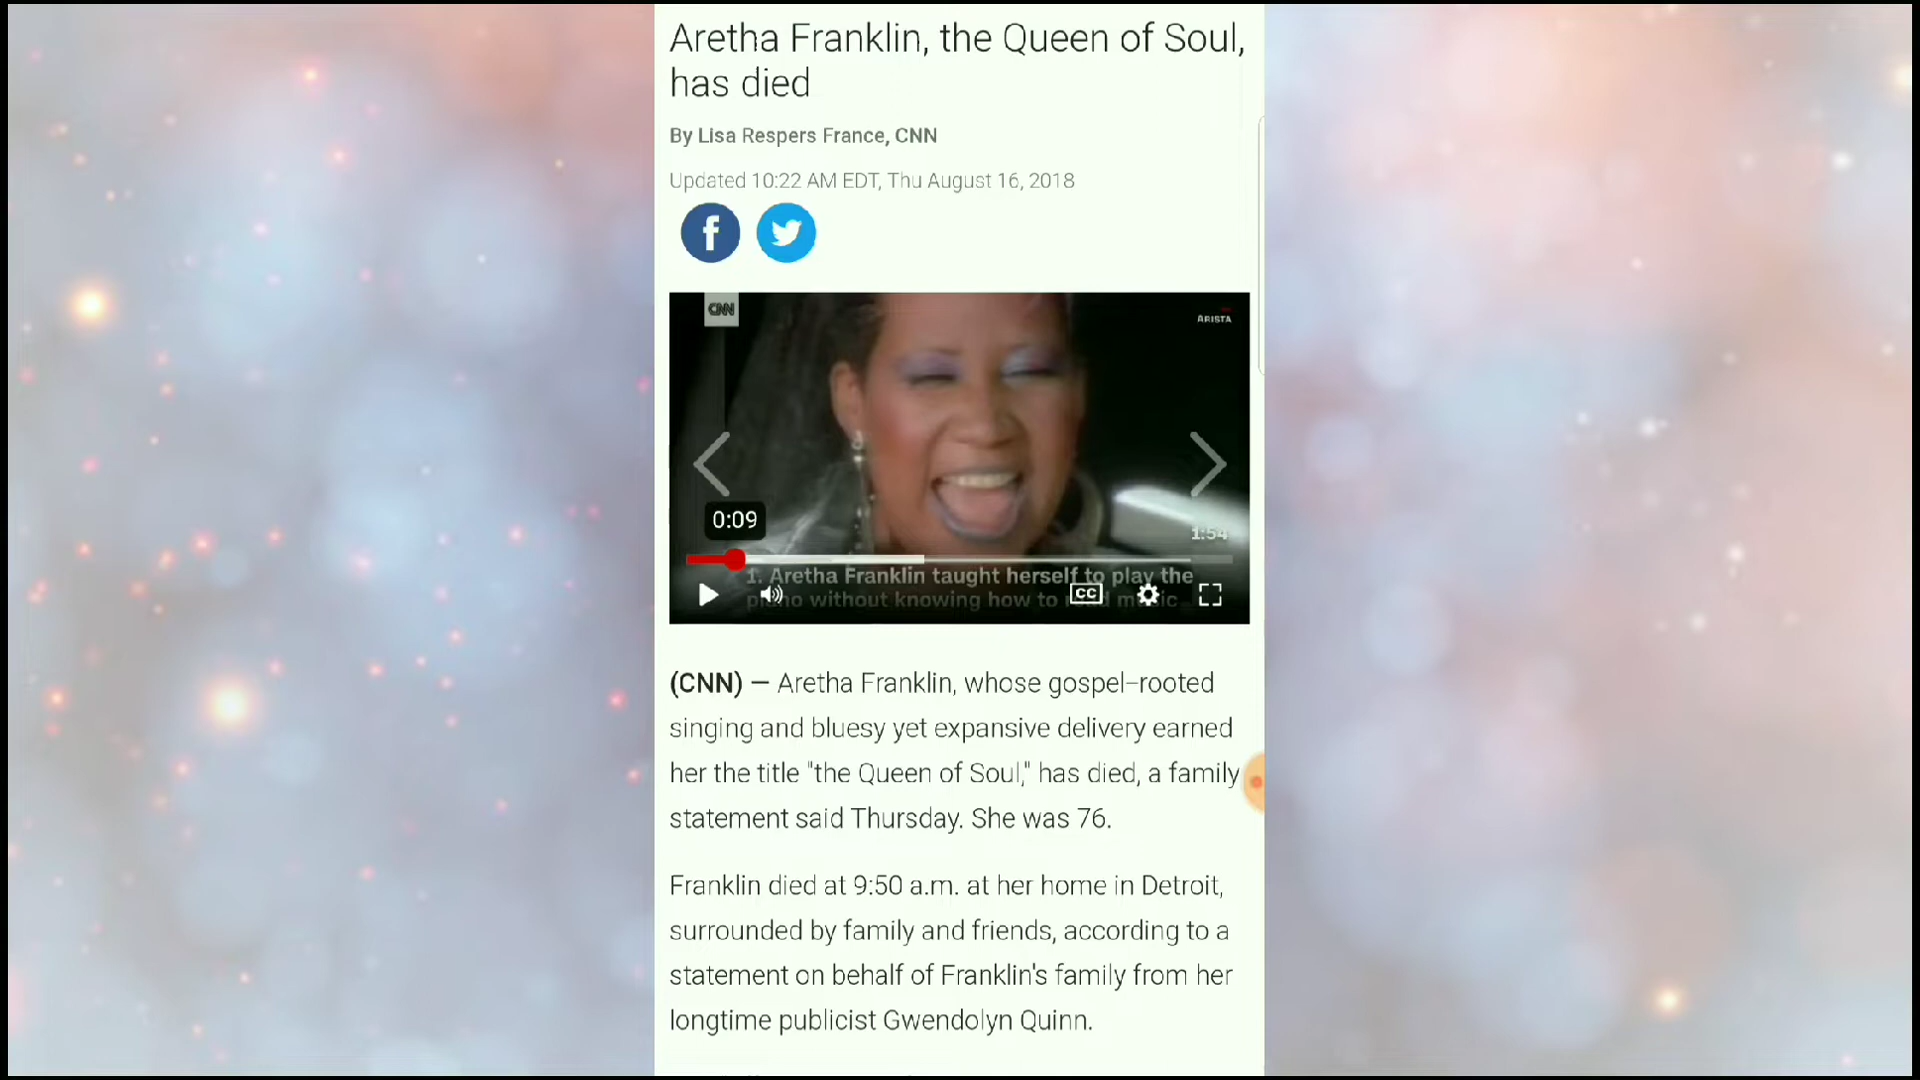 Aretha Franklin, the Queen of Soul,
has died
By Lisa Respers France, CNN
Updated 10:22 AM EDT, Thu August 16, 2018
f
CNN
ARISTA
0:09
1:54
1. Aretha Franklin taught herself to play the
piano without knowing how to read music
CC
(CNN) — Aretha Franklin, whose gospel-rooted
singing and bluesy yet expansive delivery earned
her the title "the Queen of Soul," has died, a family
statement said Thursday. She was 76.
Franklin died at 9:50 a.m. at her home in Detroit,
surrounded by family and friends, according to a
statement on behalf of Franklin's family from her
longtime publicist Gwendolyn Quinn.